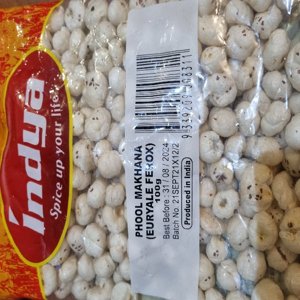 indya
Spice up your life
PHOOL MAKHANA
(EURYALE FEROX)
100g
Best Before : 31 / 08 / 2024
Batch No. 21SEPT21X12/2
Produced in India)